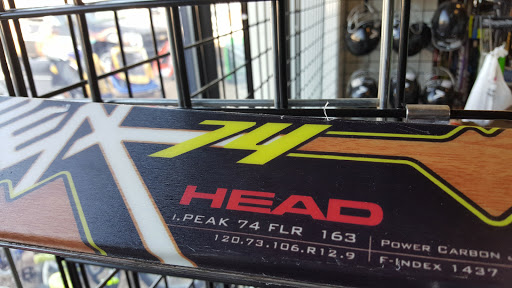 74
HEAD
i.PEAK 74 FLR 163
120.73.106.R12.9
POWER CARBON
F-INDEX 1437